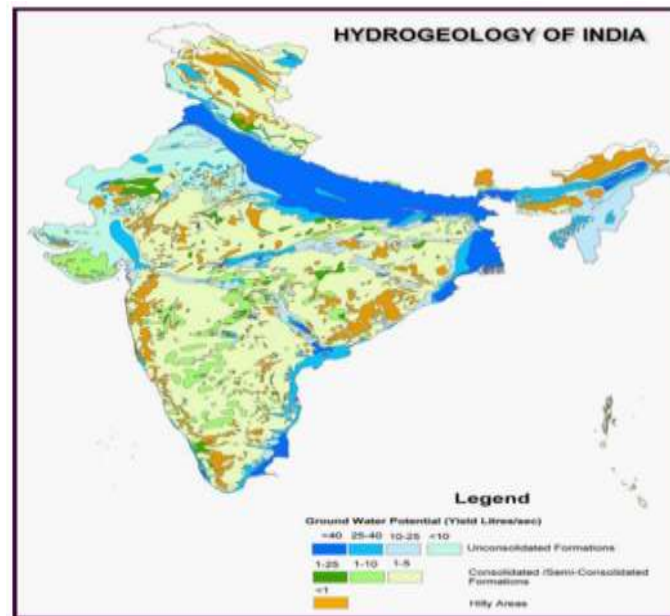 HYDROGEOLOGY OF INDIA
Legend
Ground Water Potential (Yield Litres/sec)
<40 25-40 10-25 <10
Unconsolidated Formations
1-25 1-10 1-5
Consolidated /Semi-Consolidated
Formations
<1
Hilly Areas